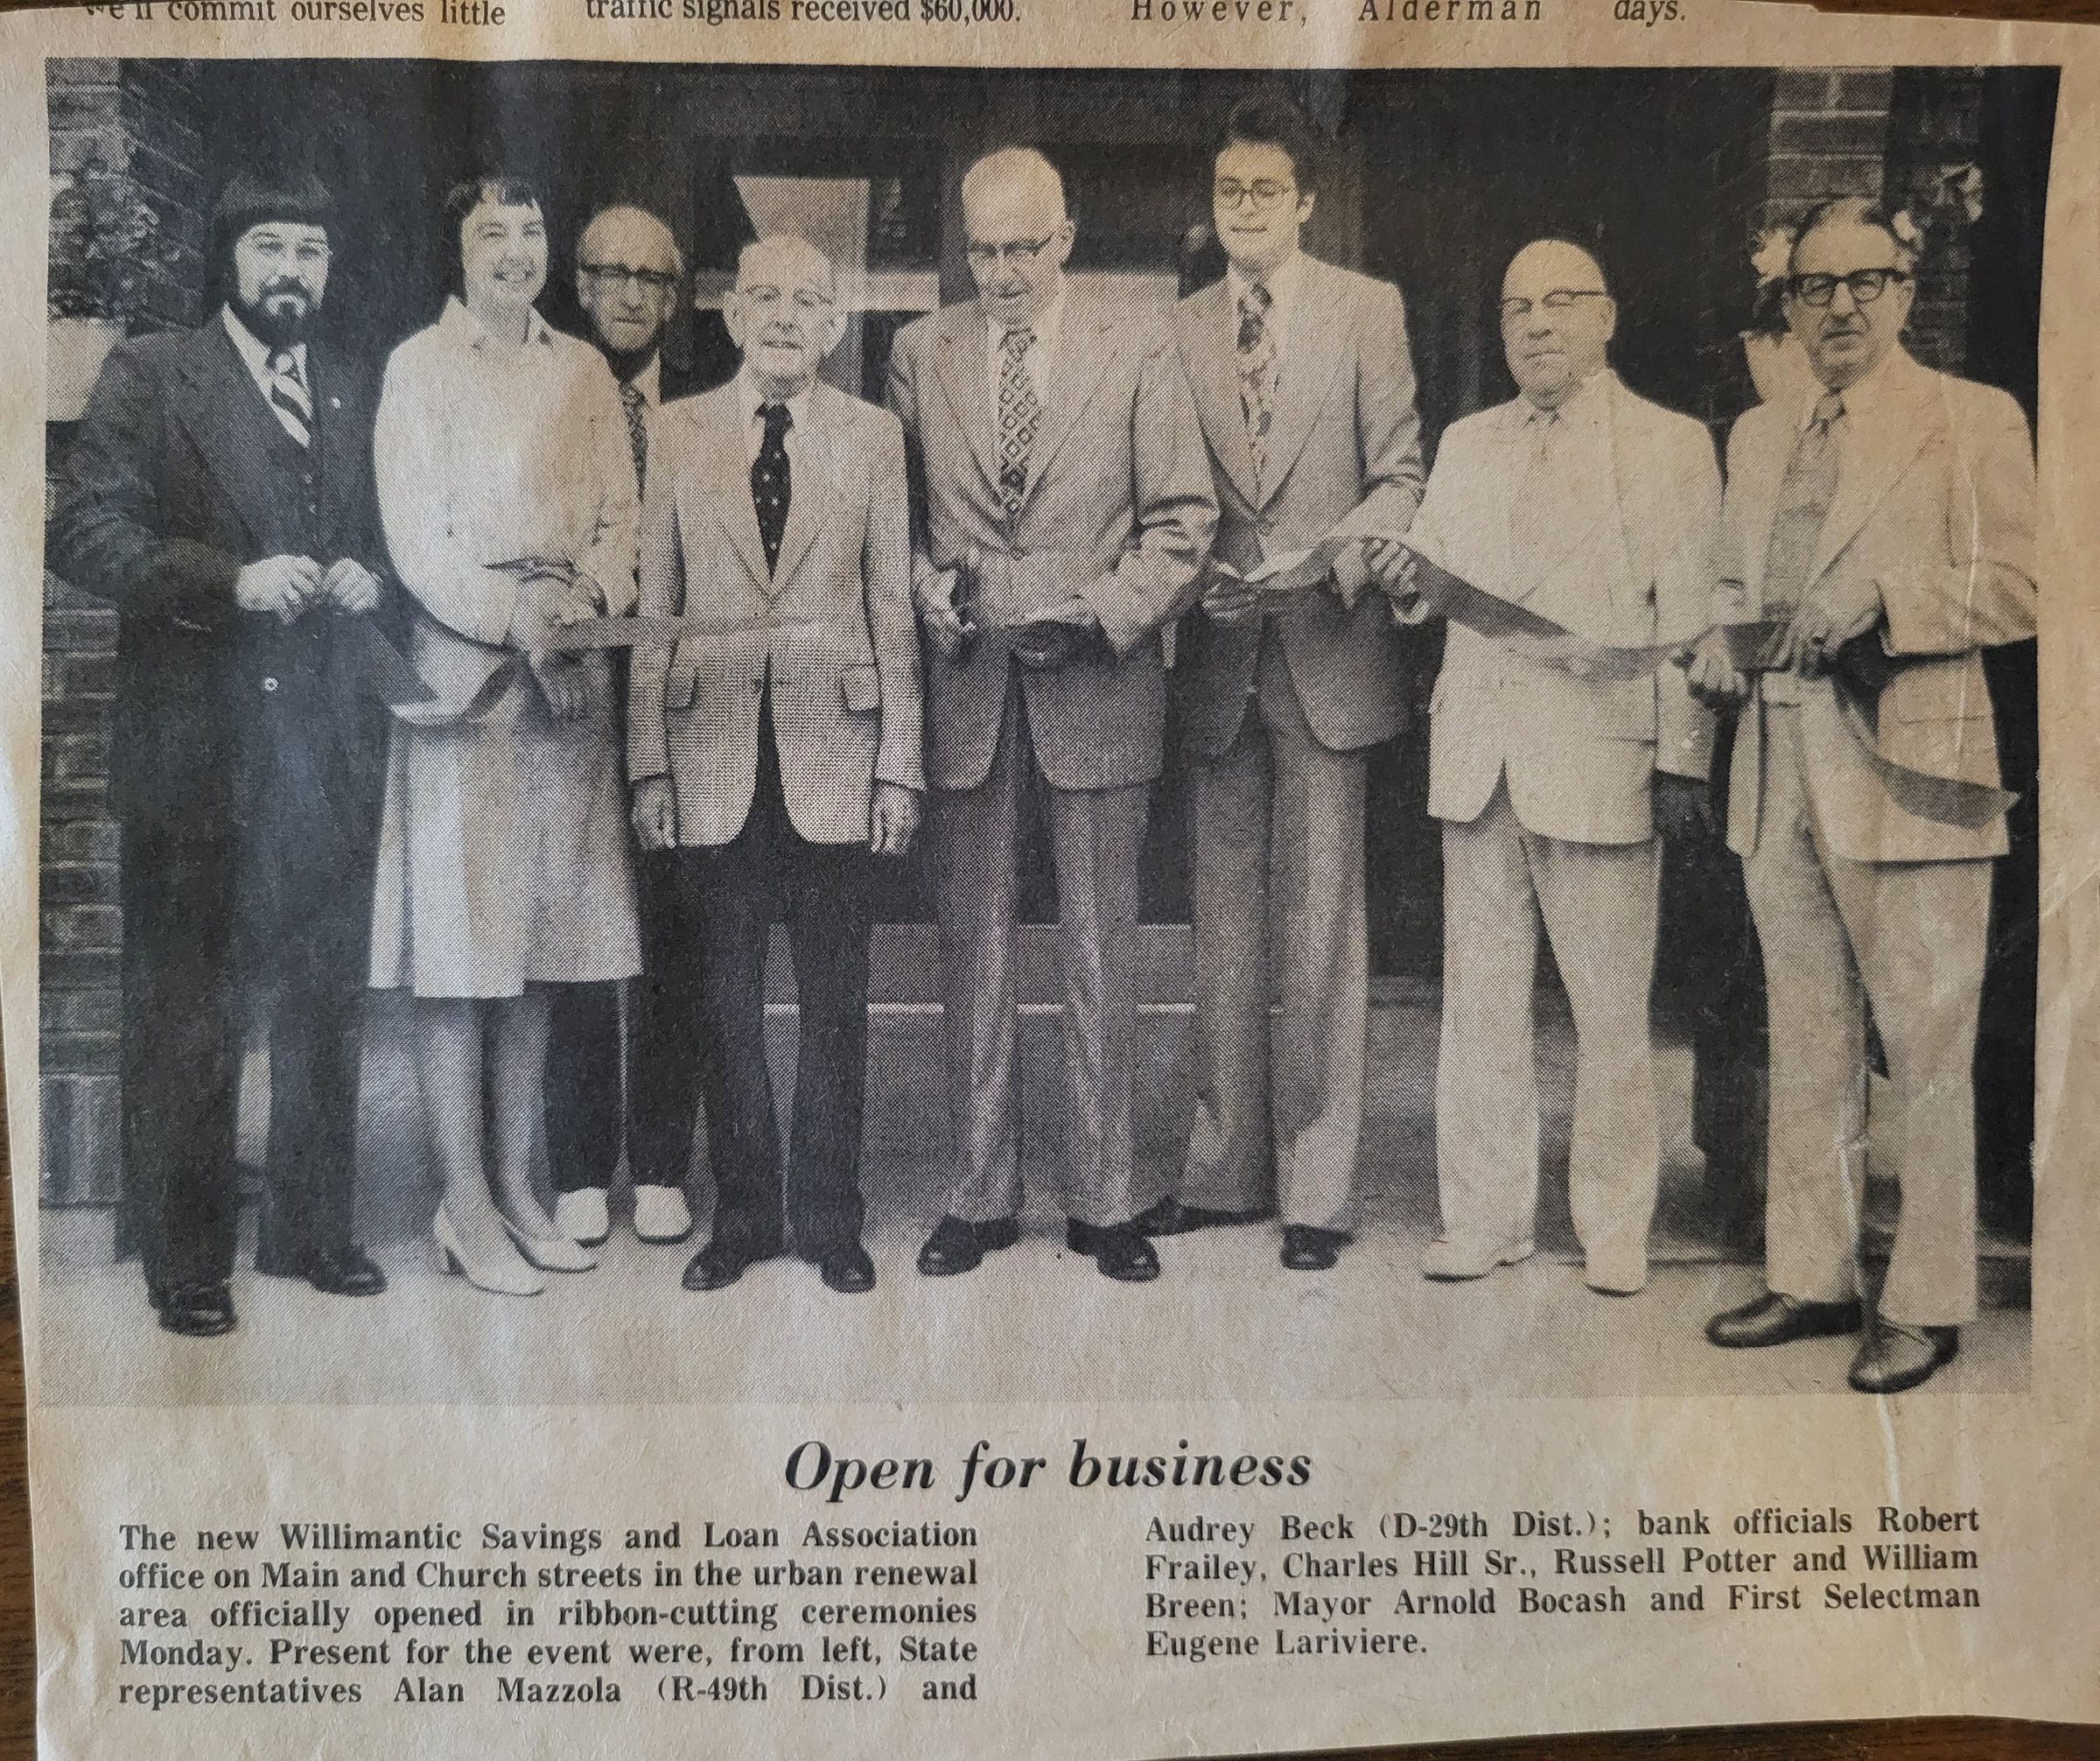 we'll commit ourselves little
traffic signals received $60,000.
However, Alderman
days.
Open for business
The new Willimantic Savings and Loan Association
office on Main and Church streets in the urban renewal
area officially opened in ribbon-cutting ceremonies
Monday. Present for the event were, from left, State
representatives Alan Mazzola (R-49th Dist.) and
Audrey Beck (D-29th Dist.); bank officials Robert
Frailey, Charles Hill Sr., Russell Potter and William
Breen; Mayor Arnold Bocash and First Selectman
Eugene Lariviere.